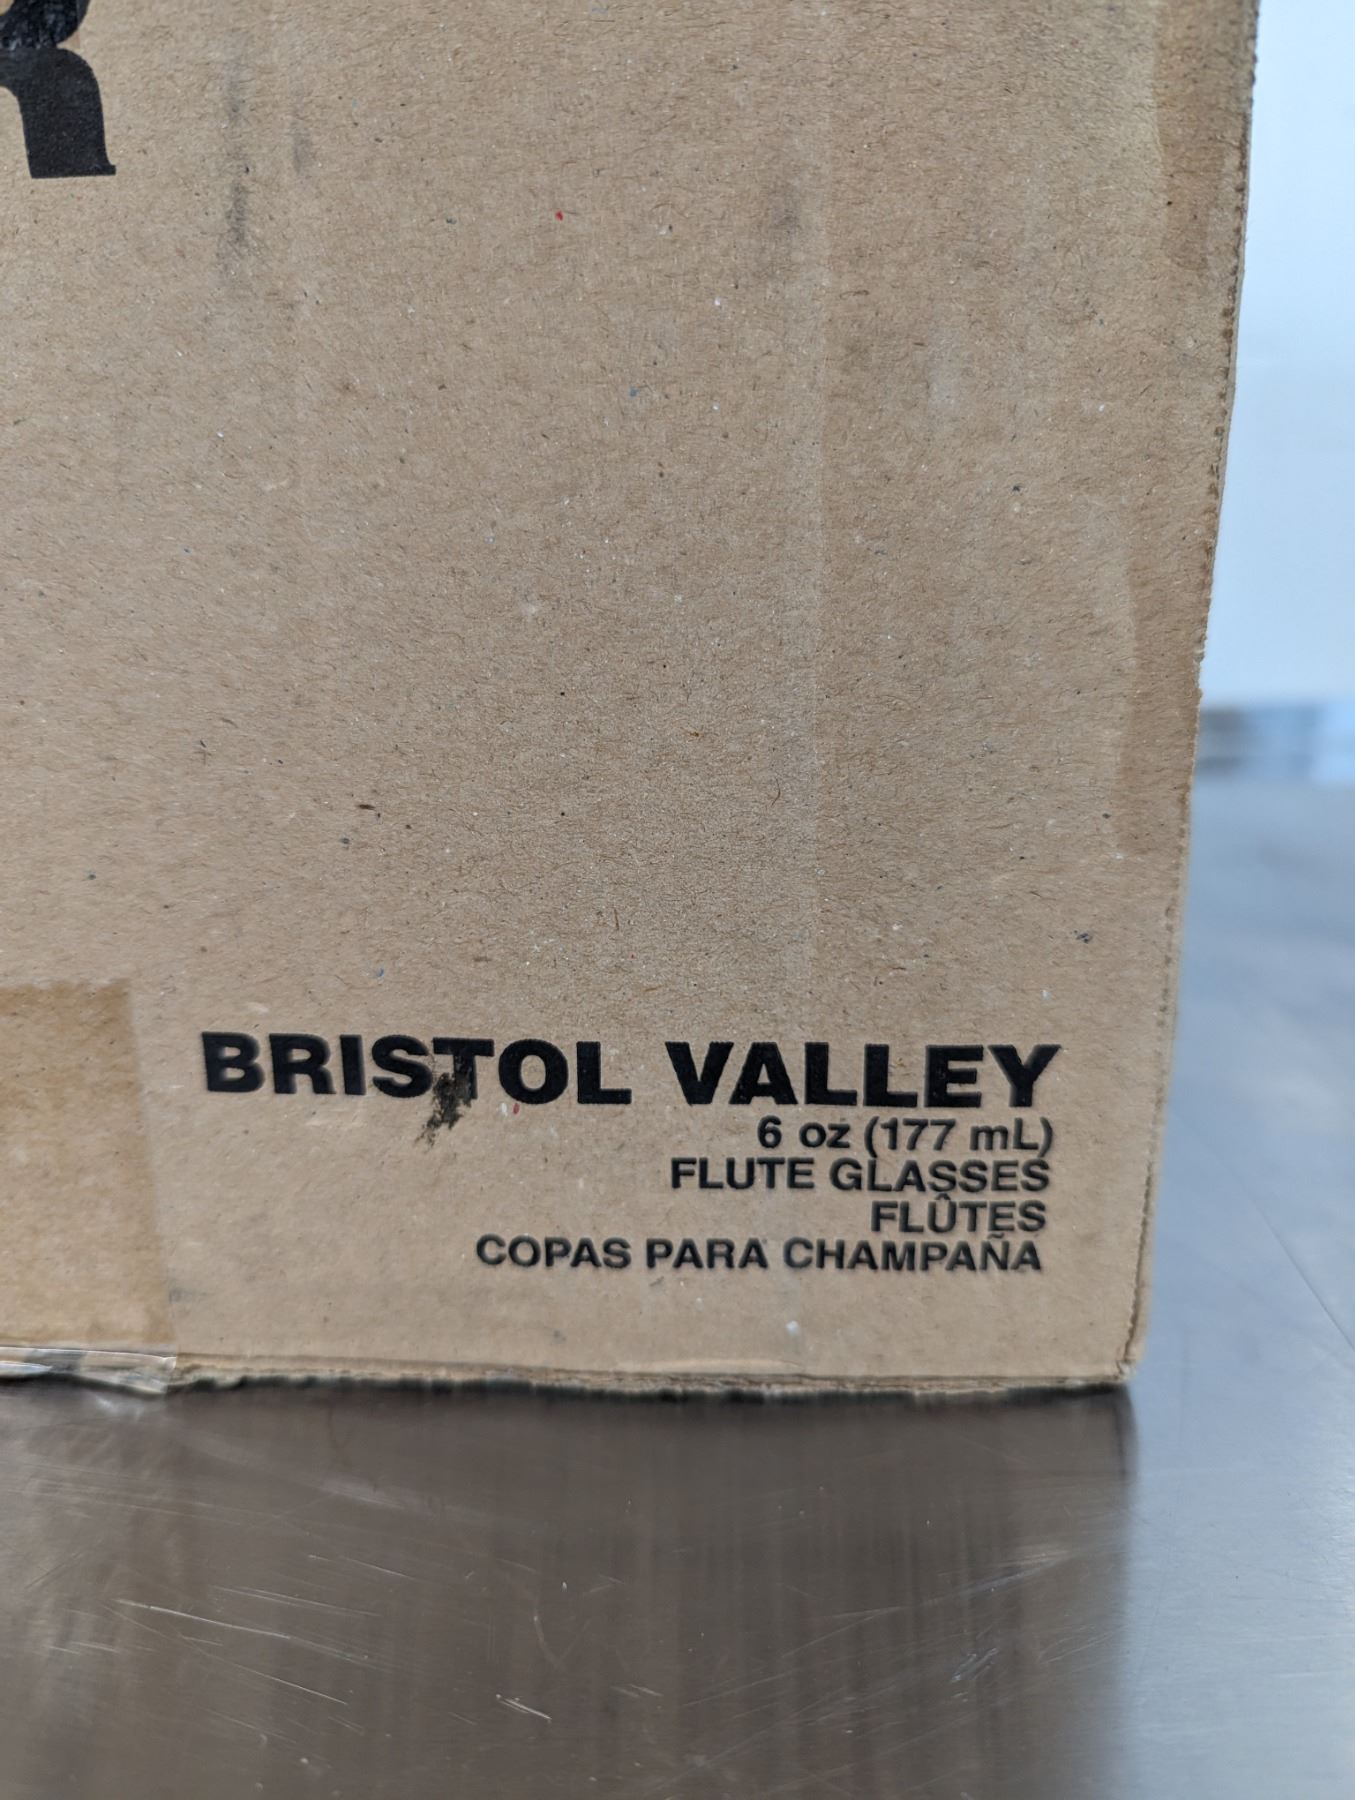 BRISTOL VALLEY
6 oz (177 mL)
FLUTE GLASSES
FLÛTES
COPAS PARA CHAMPAÑA